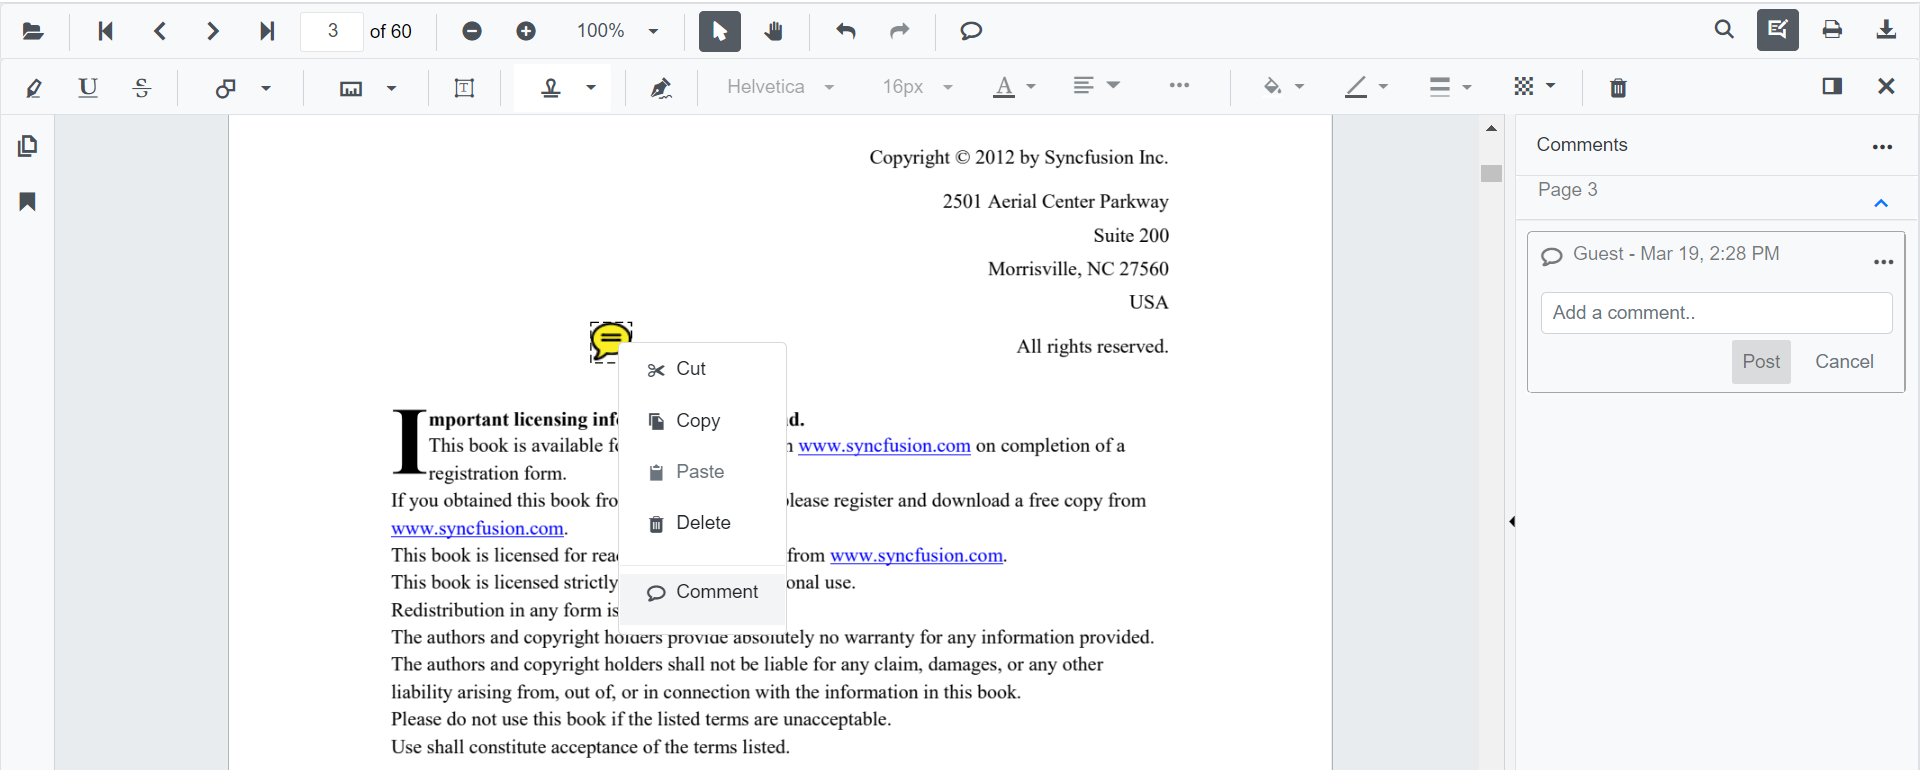 3 of 60 100%
U S T Helvetica 16px A
Copyright © 2012 by Syncfusion Inc.
2501 Aerial Center Parkway
Suite 200
Morrisville, NC 27560
USA
All rights reserved.
Important licensing inf d.
This book is available f n www.syncfusion.com on completion of a
registration form.
If you obtained this book fro please register and download a free copy from
www.syncfusion.com.
This book is licensed for rea from www.syncfusion.com.
This book is licensed strictly onal use.
Redistribution in any form is
The authors and copyright holders provide absolutely no warranty for any information provided.
The authors and copyright holders shall not be liable for any claim, damages, or any other
liability arising from, out of, or in connection with the information in this book.
Please do not use this book if the listed terms are unacceptable.
Use shall constitute acceptance of the terms listed.
Cut
Copy
Paste
Delete
Comment
Comments
Page 3
Guest - Mar 19, 2:28 PM
Add a comment..
Post Cancel